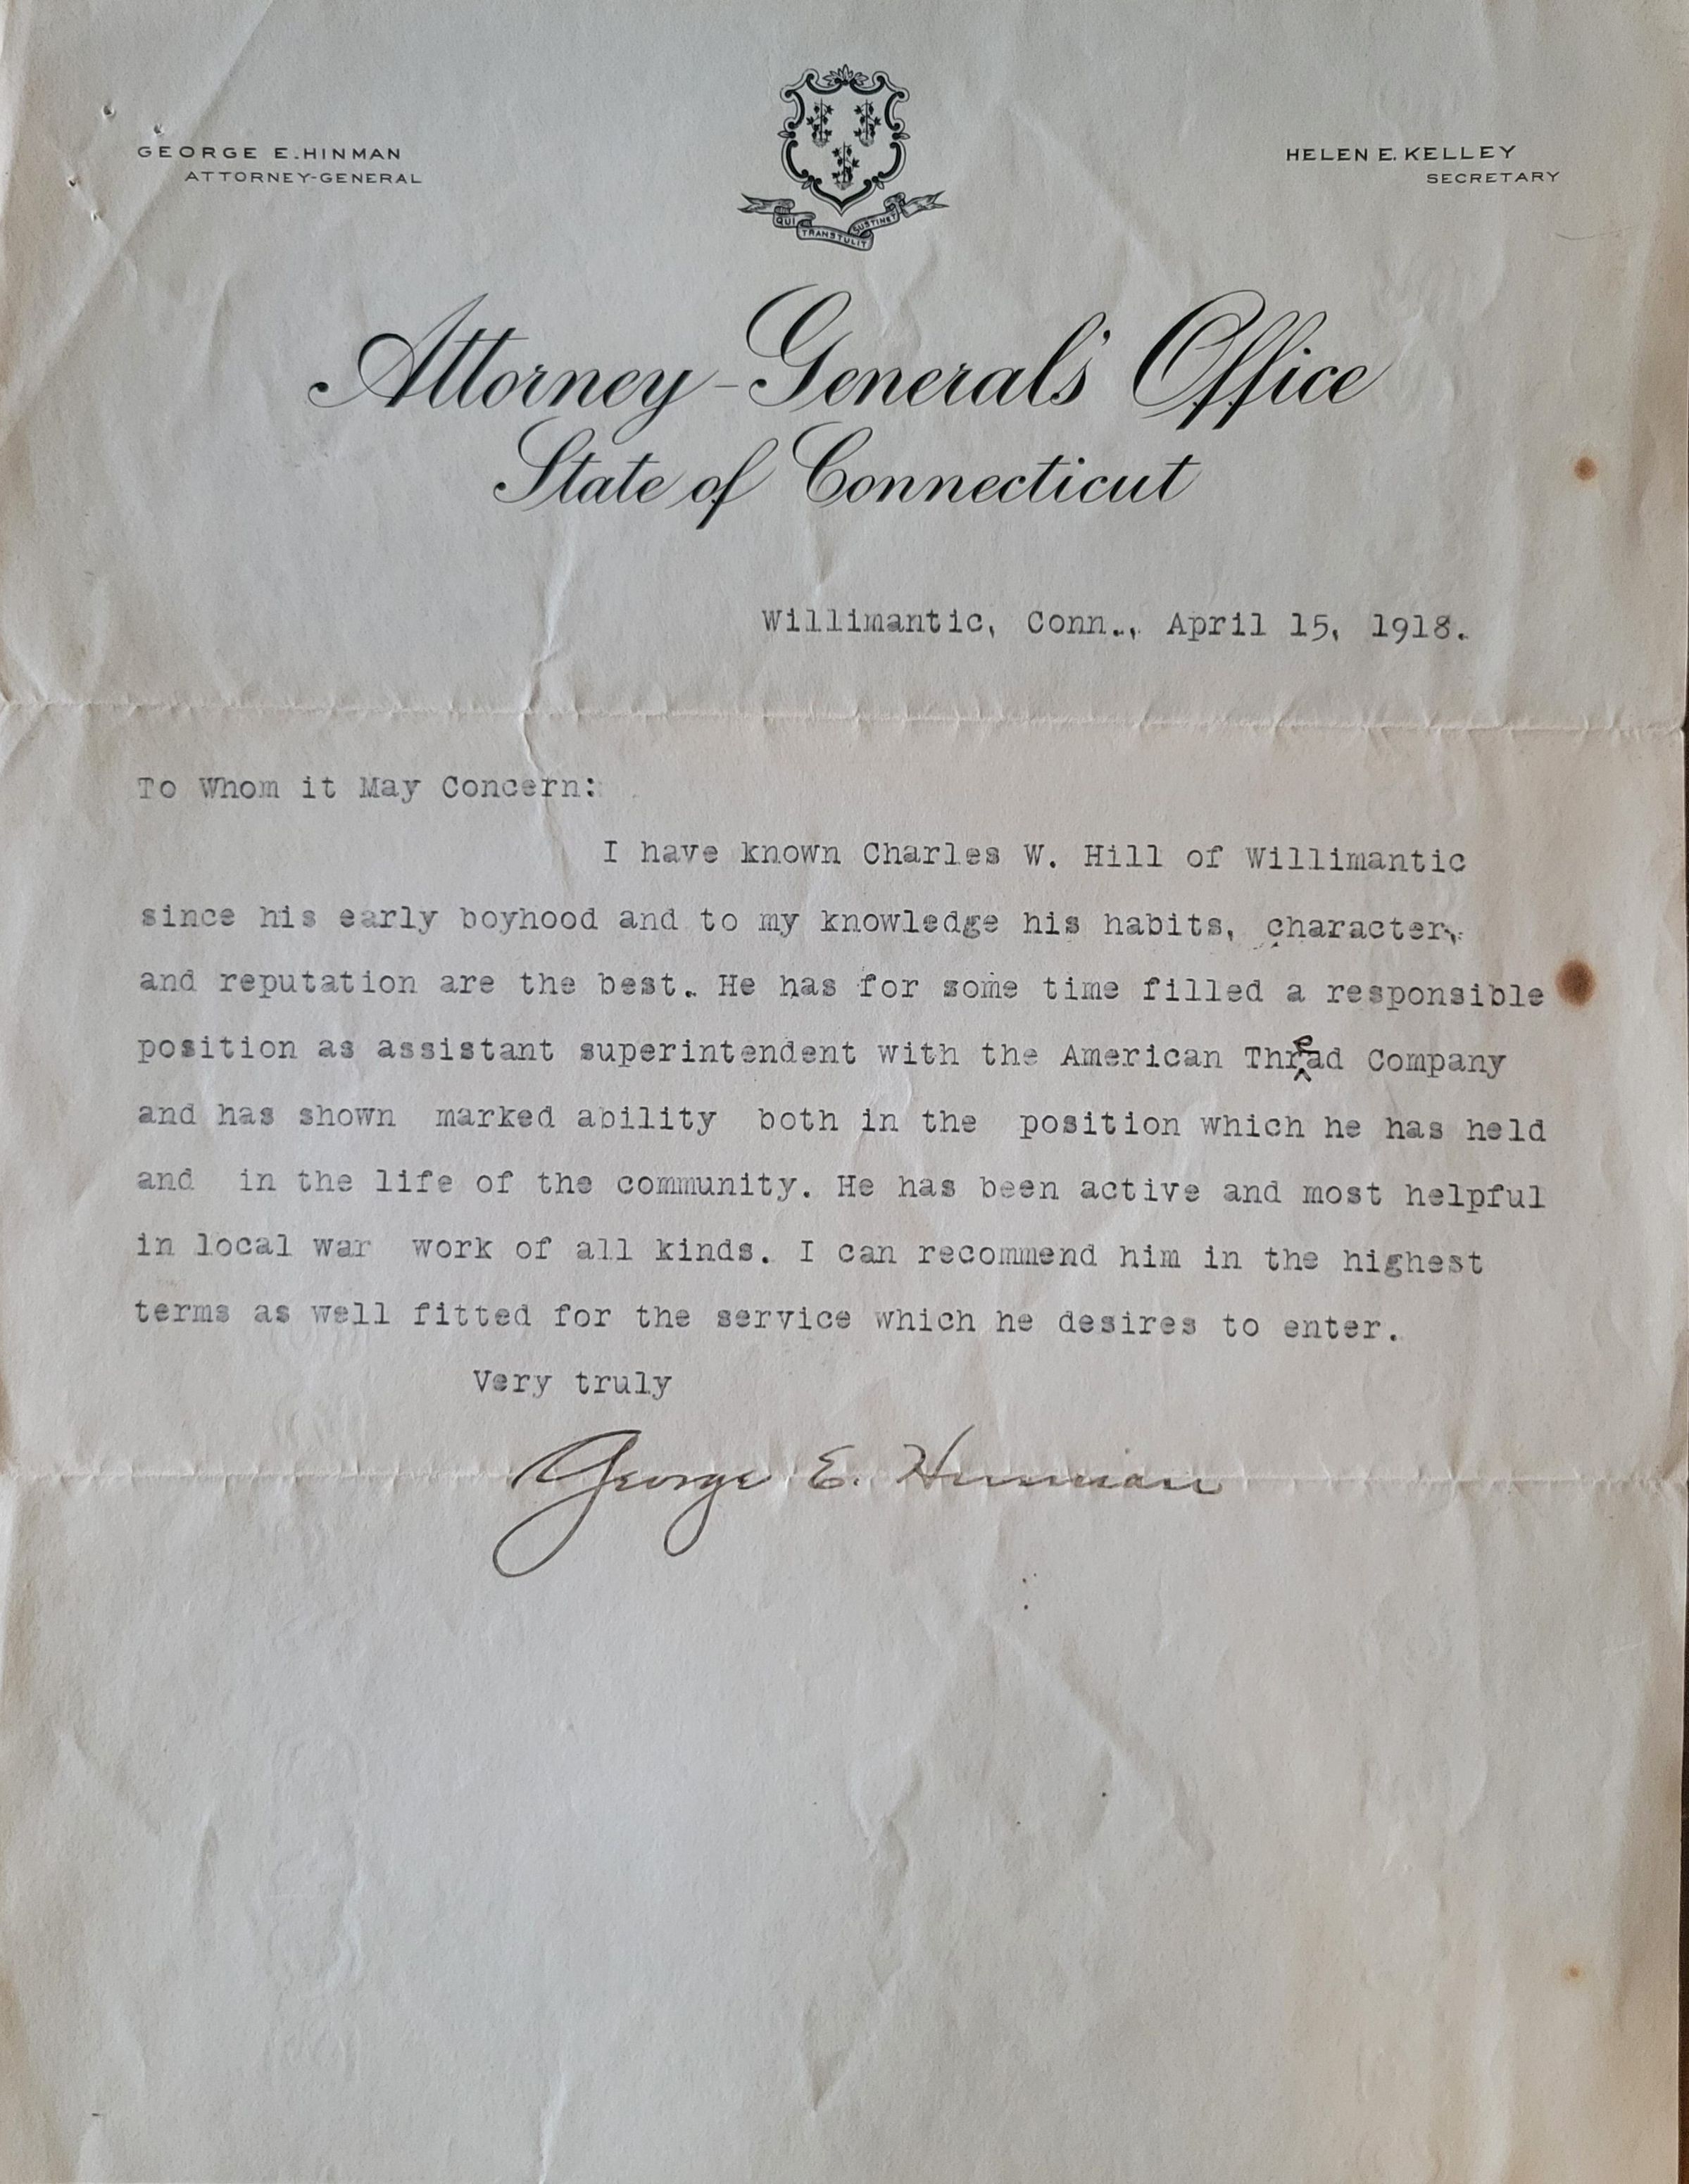 GEORGE E. HINMAN
ATTORNEY-GENERAL
HELEN E. KELLEY
SECRETARY
QUI TRANSTULIT SUSTINET
Attorney-General's Office
State of Connecticut
Willimantic, Conn., April 15, 1918.
To Whom it May Concern:
I have known Charles W. Hill of Willimantic
since his early boyhood and to my knowledge his habits, character,
and reputation are the best. He has for some time filled a responsible
position as assistant superintendent with the American Thread Company
and has shown marked ability both in the position which he has held
and in the life of the community. He has been active and most helpful
in local war work of all kinds. I can recommend him in the highest
terms as well fitted for the service which he desires to enter.
Very truly
George E. Hinman